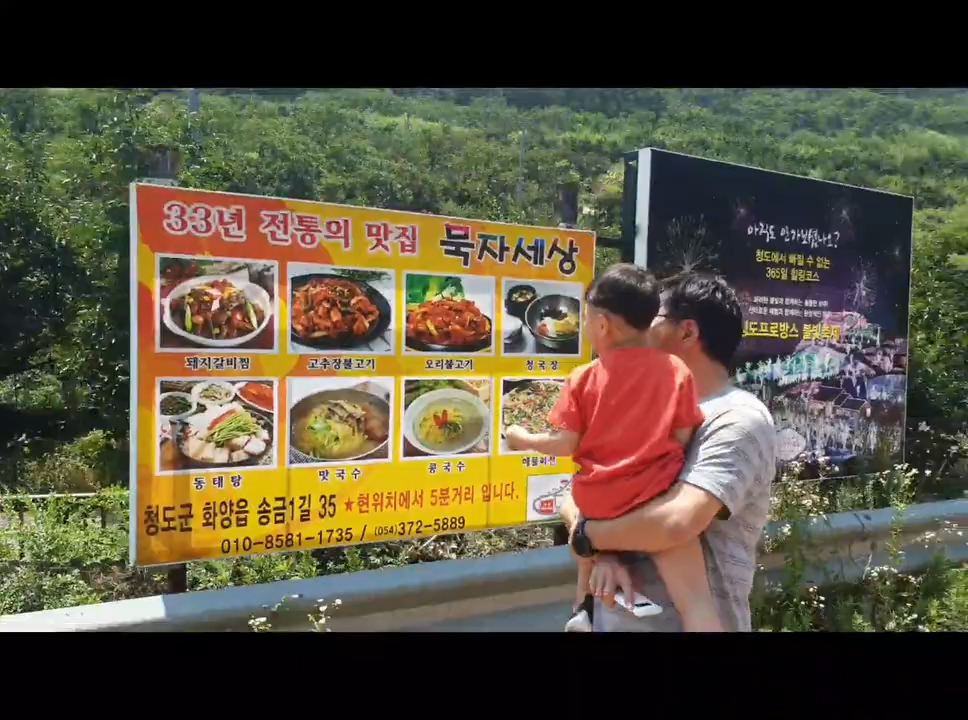 33년 전통의 맛집 묵자세상
돼지갈비찜 고추장불고기 오리불고기 청국장
동태탕 맛국수 콩국수 해물파전
청도군 화양읍 송금1길 35 ★현위치에서 5분거리 입니다.
010-8581-1735 / (054)372-5889
아직도 안가보셨나요?
청도에서 빠질 수 없는
365일 힐링코스
도프로방스 불빛축제